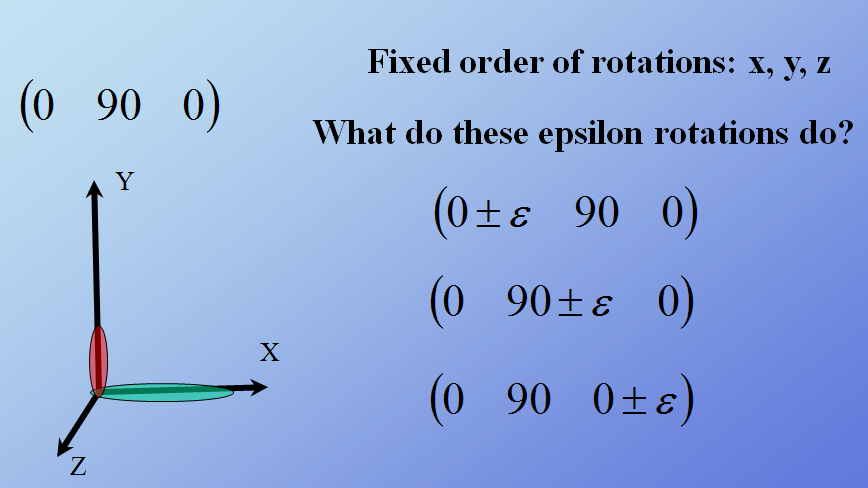 Fixed order of rotations: x, y, z
(0 90 0)
What do these epsilon rotations do?
Y
(0 ± ε 90 0)
(0 90 ± ε 0)
X
(0 90 0 ± ε)
Z